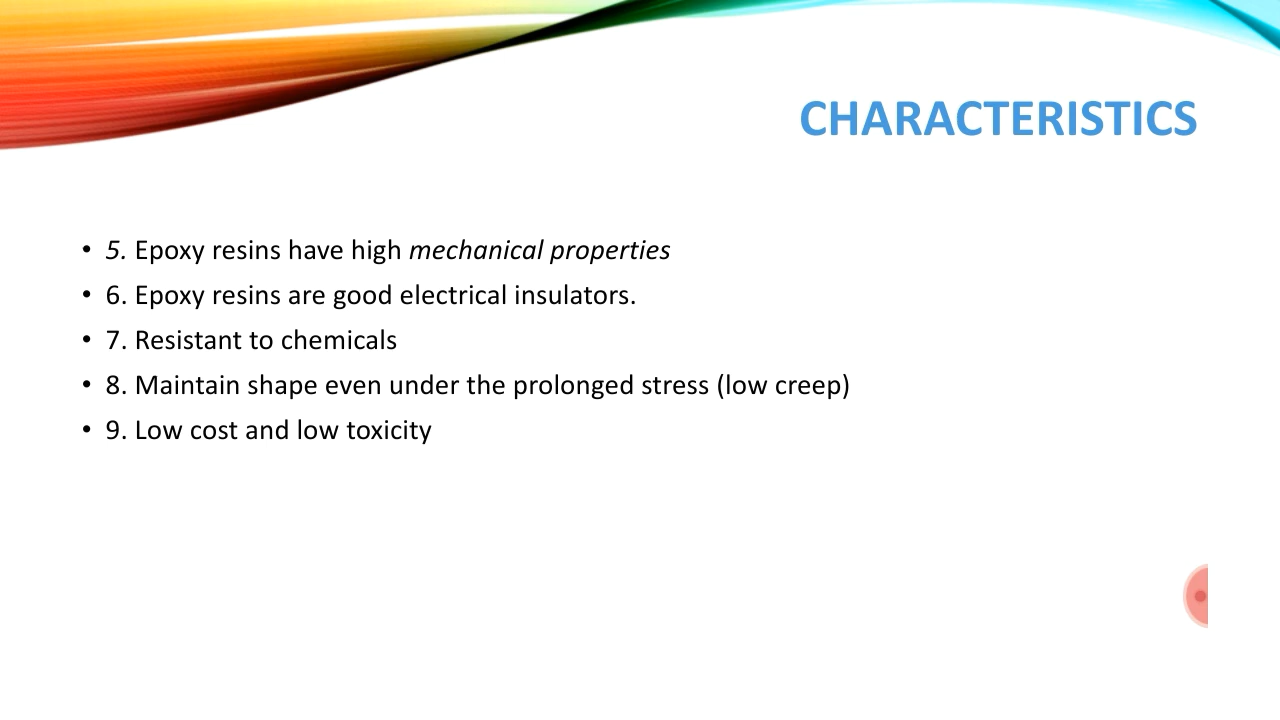 CHARACTERISTICS
• 5. Epoxy resins have high mechanical properties
• 6. Epoxy resins are good electrical insulators.
• 7. Resistant to chemicals
• 8. Maintain shape even under the prolonged stress (low creep)
• 9. Low cost and low toxicity